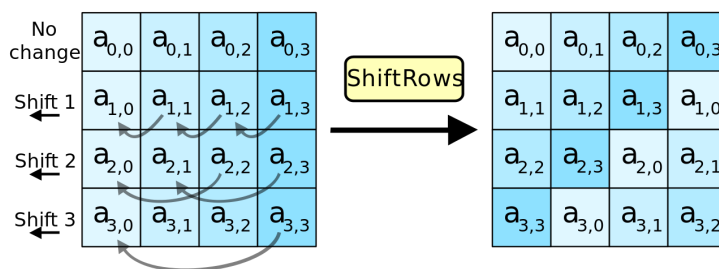 No change a0,0 a0,1 a0,2 a0,3
Shift 1 a1,0 a1,1 a1,2 a1,3
Shift 2 a2,0 a2,1 a2,2 a2,3
Shift 3 a3,0 a3,1 a3,2 a3,3
ShiftRows
a0,0 a0,1 a0,2 a0,3
a1,1 a1,2 a1,3 a1,0
a2,2 a2,3 a2,0 a2,1
a3,3 a3,0 a3,1 a3,2